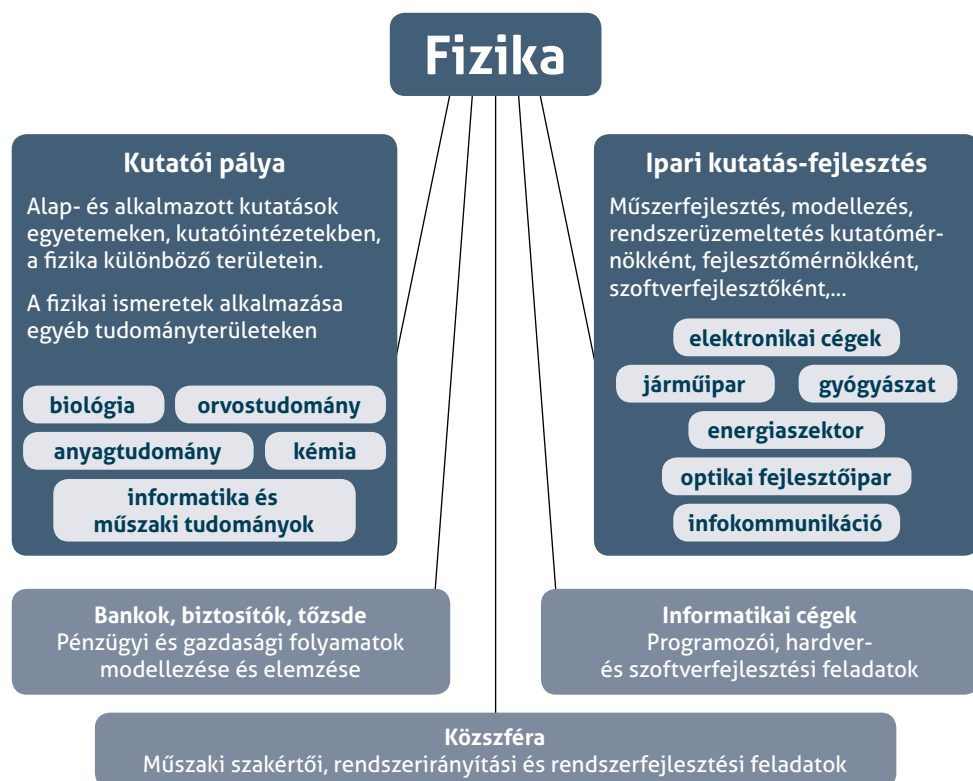 Fizika
Kutatói pálya
Alap- és alkalmazott kutatások
egyetemeken, kutatóintézetekben,
a fizika különböző területein.
A fizikai ismeretek alkalmazása
egyéb tudományterületeken
biológia
orvostudomány
anyagtudomány
kémia
informatika és
műszaki tudományok
Ipari kutatás-fejlesztés
Műszerfejlesztés, modellezés,
rendszerüzemeltetés kutatómér-
nökként, fejlesztőmérnökként,
szoftverfejlesztőként,...
elektronikai cégek
járműipar
gyógyászat
energiaszektor
optikai fejlesztőipar
infokommunikáció
Bankok, biztosítók, tőzsde
Pénzügyi és gazdasági folyamatok
modellezése és elemzése
Informatikai cégek
Programozói, hardver-
és szoftverfejlesztési feladatok
Közszféra
Műszaki szakértői, rendszerirányítási és rendszerfejlesztési feladatok